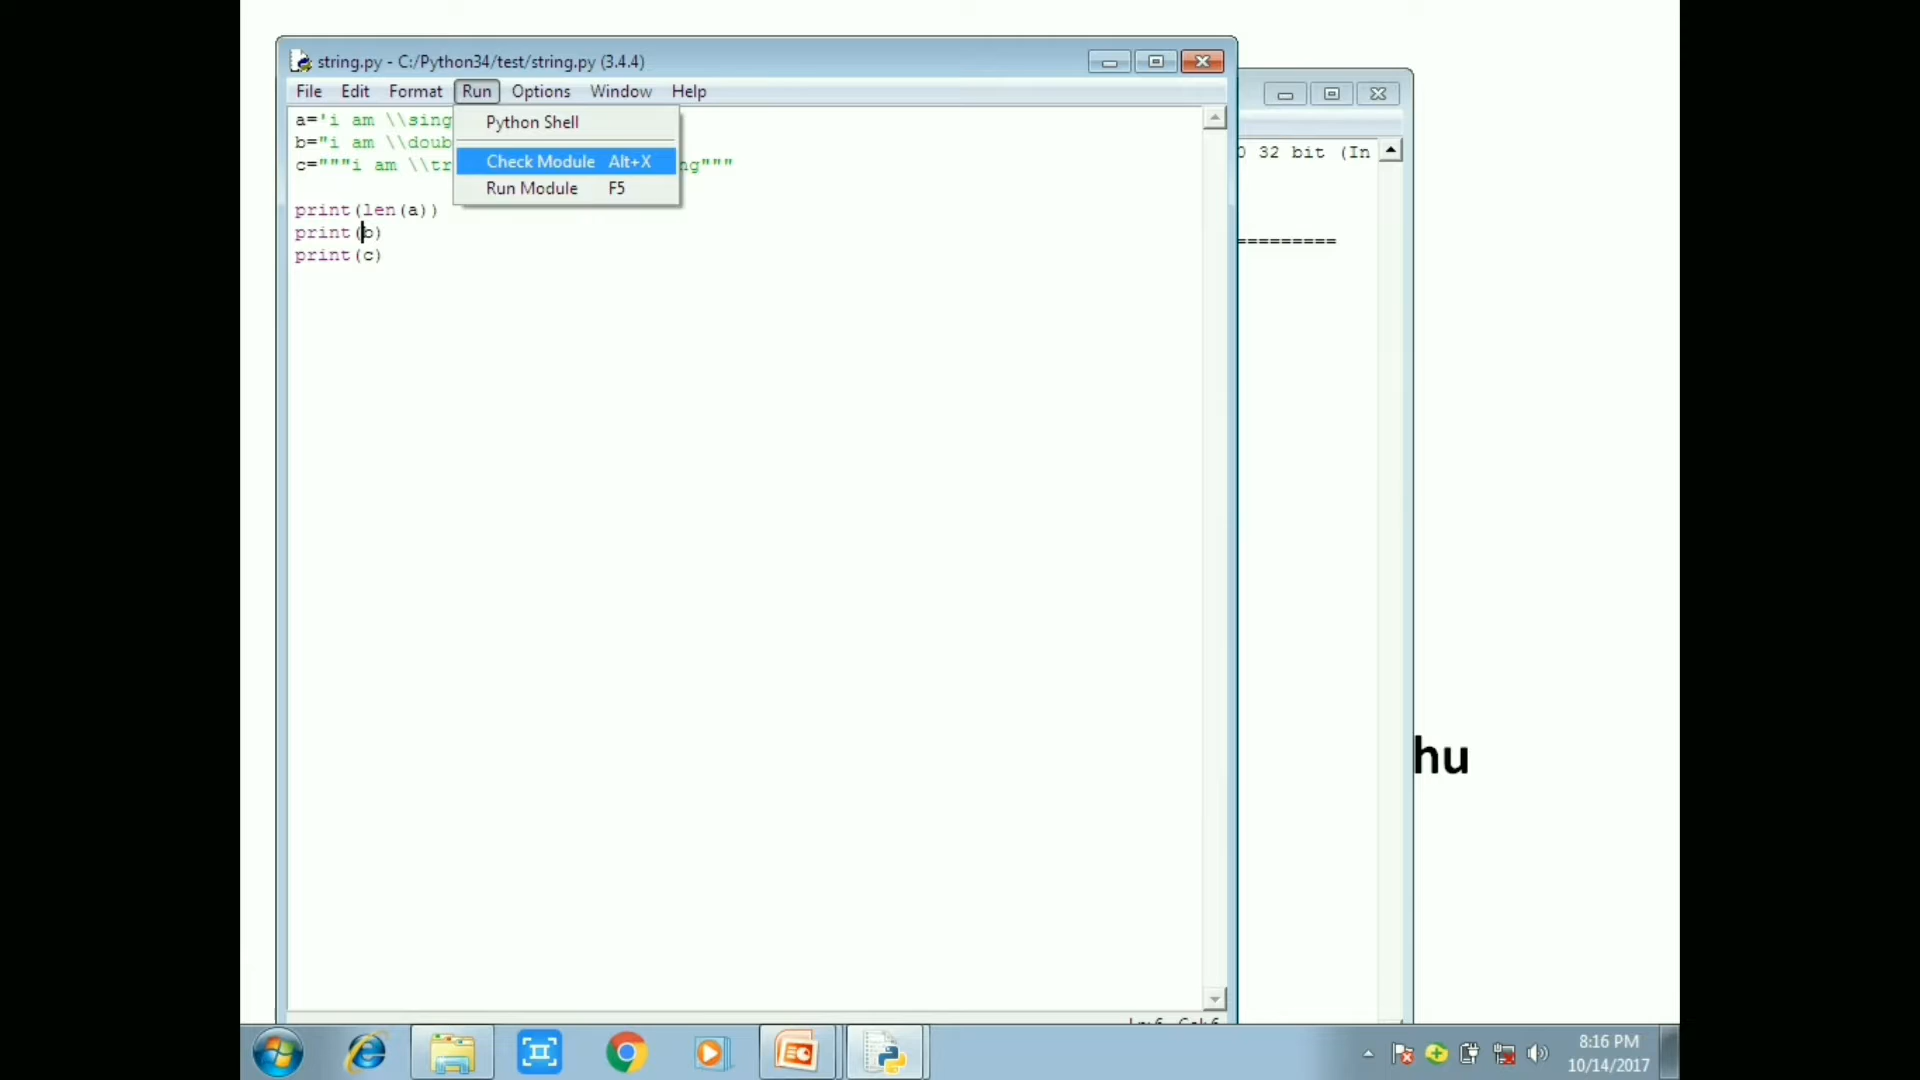 string.py - C:/Python34/test/string.py (3.4.4)
File Edit Format Run Options Window Help
a='i am \\sing
b="i am \\doub
c="""i am \\tr ng"""
Python Shell
Check Module Alt+X
Run Module F5
print(len(a))
print(b)
print(c)
0 32 bit (In
=========
hu
8:16 PM
10/14/2017